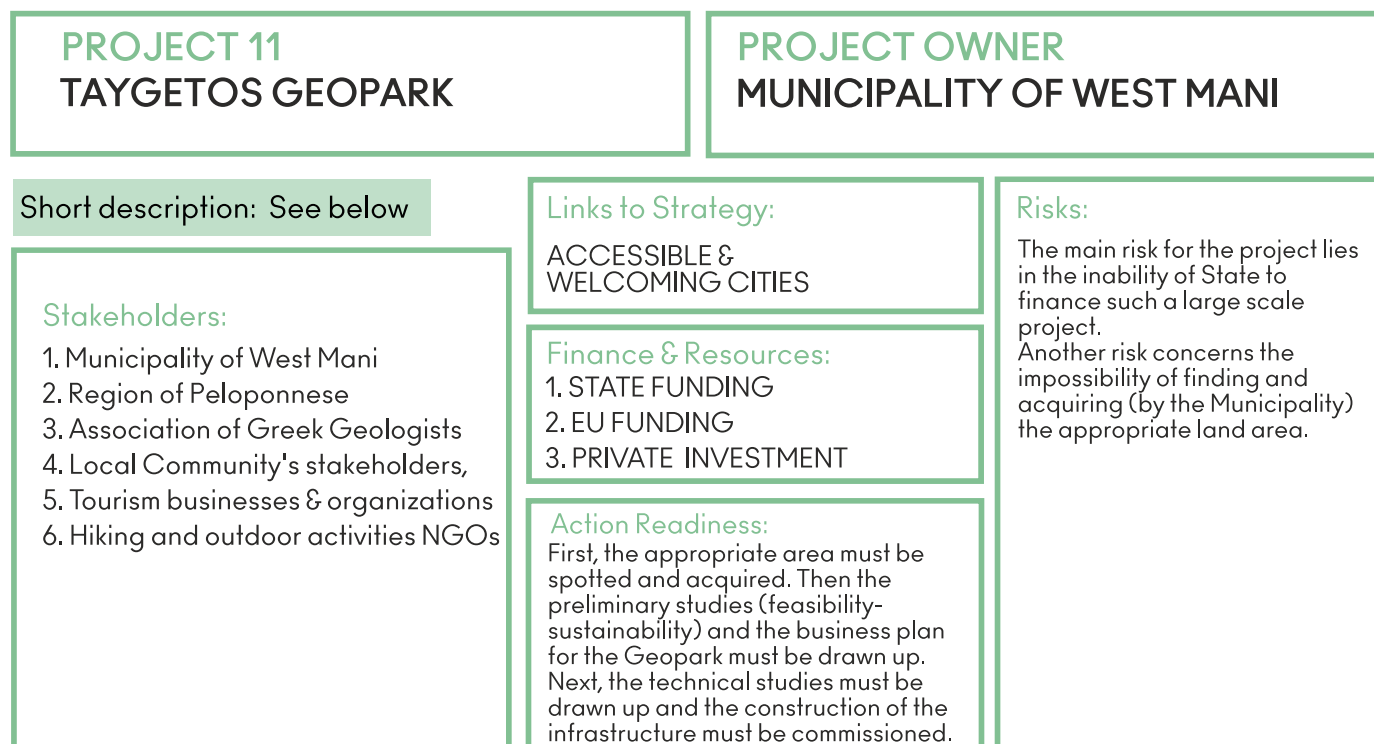 PROJECT 11
TAYGETOS GEOPARK
PROJECT OWNER
MUNICIPALITY OF WEST MANI
Short description: See below
Stakeholders:
1. Municipality of West Mani
2. Region of Peloponnese
3. Association of Greek Geologists
4. Local Community's stakeholders,
5. Tourism businesses & organizations
6. Hiking and outdoor activities NGOs
Links to Strategy:
ACCESSIBLE &
WELCOMING CITIES
Finance & Resources:
1. STATE FUNDING
2. EU FUNDING
3. PRIVATE INVESTMENT
Action Readiness:
First, the appropriate area must be
spotted and acquired. Then the
preliminary studies (feasibility-
sustainability) and the business plan
for the Geopark must be drawn up.
Next, the technical studies must be
drawn up and the construction of the
infrastructure must be commissioned.
Risks:
The main risk for the project lies
in the inability of State to
finance such a large scale
project.
Another risk concerns the
impossibility of finding and
acquiring (by the Municipality)
the appropriate land area.